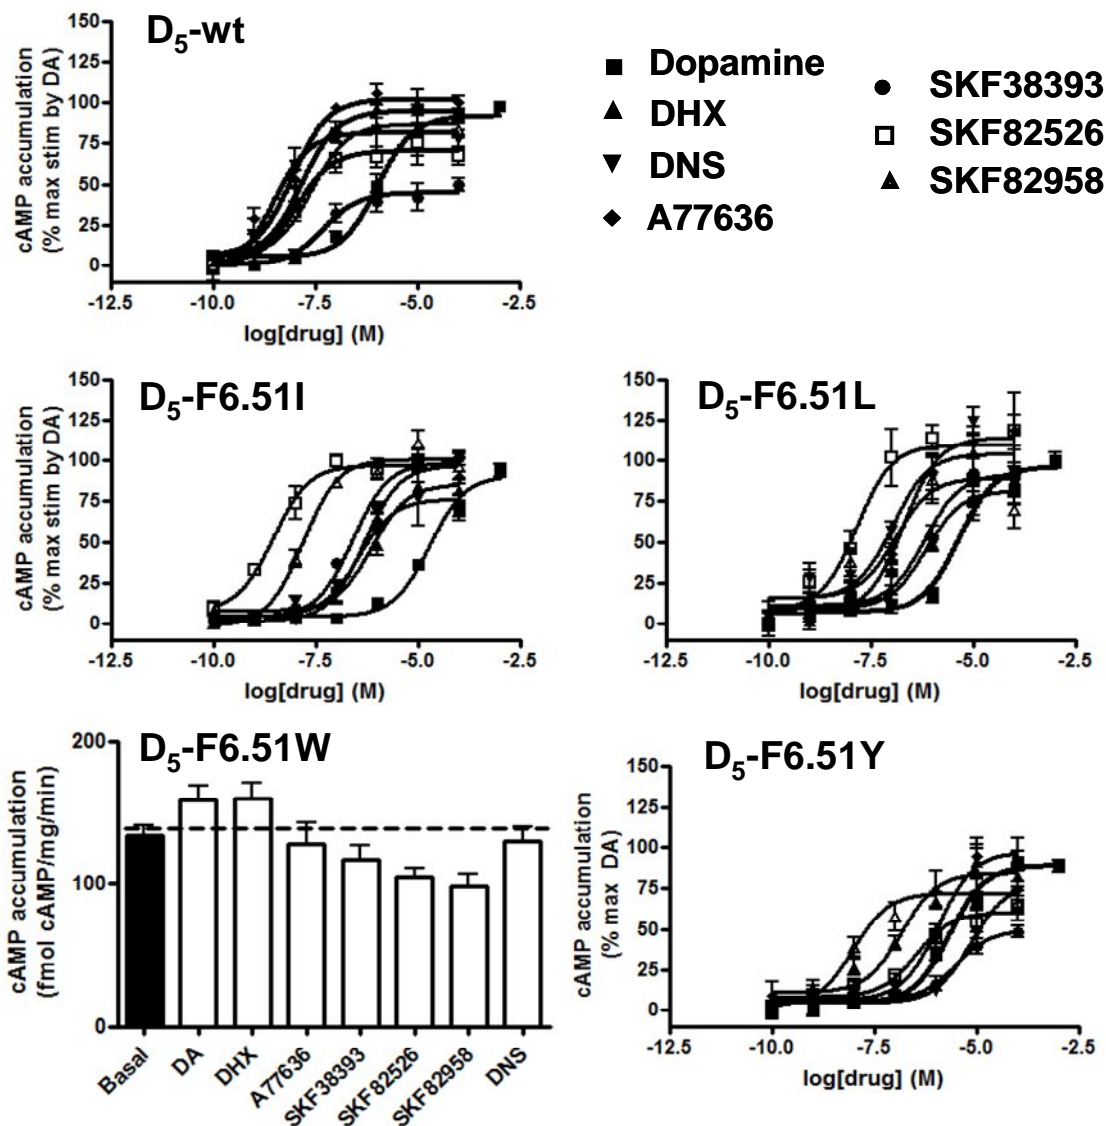 D5-wt
cAMP accumulation
(% max stim by DA)
150
125
100
75
50
25
0
-12.5 -10.0 -7.5 -5.0 -2.5
log[drug] (M)
Dopamine
DHX
DNS
A77636
SKF38393
SKF82526
SKF82958
D5-F6.51I
cAMP accumulation
(% max stim by DA)
150
125
100
75
50
25
0
-12.5 -10.0 -7.5 -5.0 -2.5
log[drug] (M)
D5-F6.51L
150
125
100
75
50
25
0
-12.5 -10.0 -7.5 -5.0 -2.5
log[drug] (M)
D5-F6.51W
cAMP accumulation
(fmol cAMP/mg/min)
200
100
0
Basal
DA
DHX
A77636
SKF38393
SKF82526
SKF82958
DNS
D5-F6.51Y
cAMP accumulation
(% max DA)
150
125
100
75
50
25
0
-12.5 -10.0 -7.5 -5.0 -2.5
log[drug] (M)